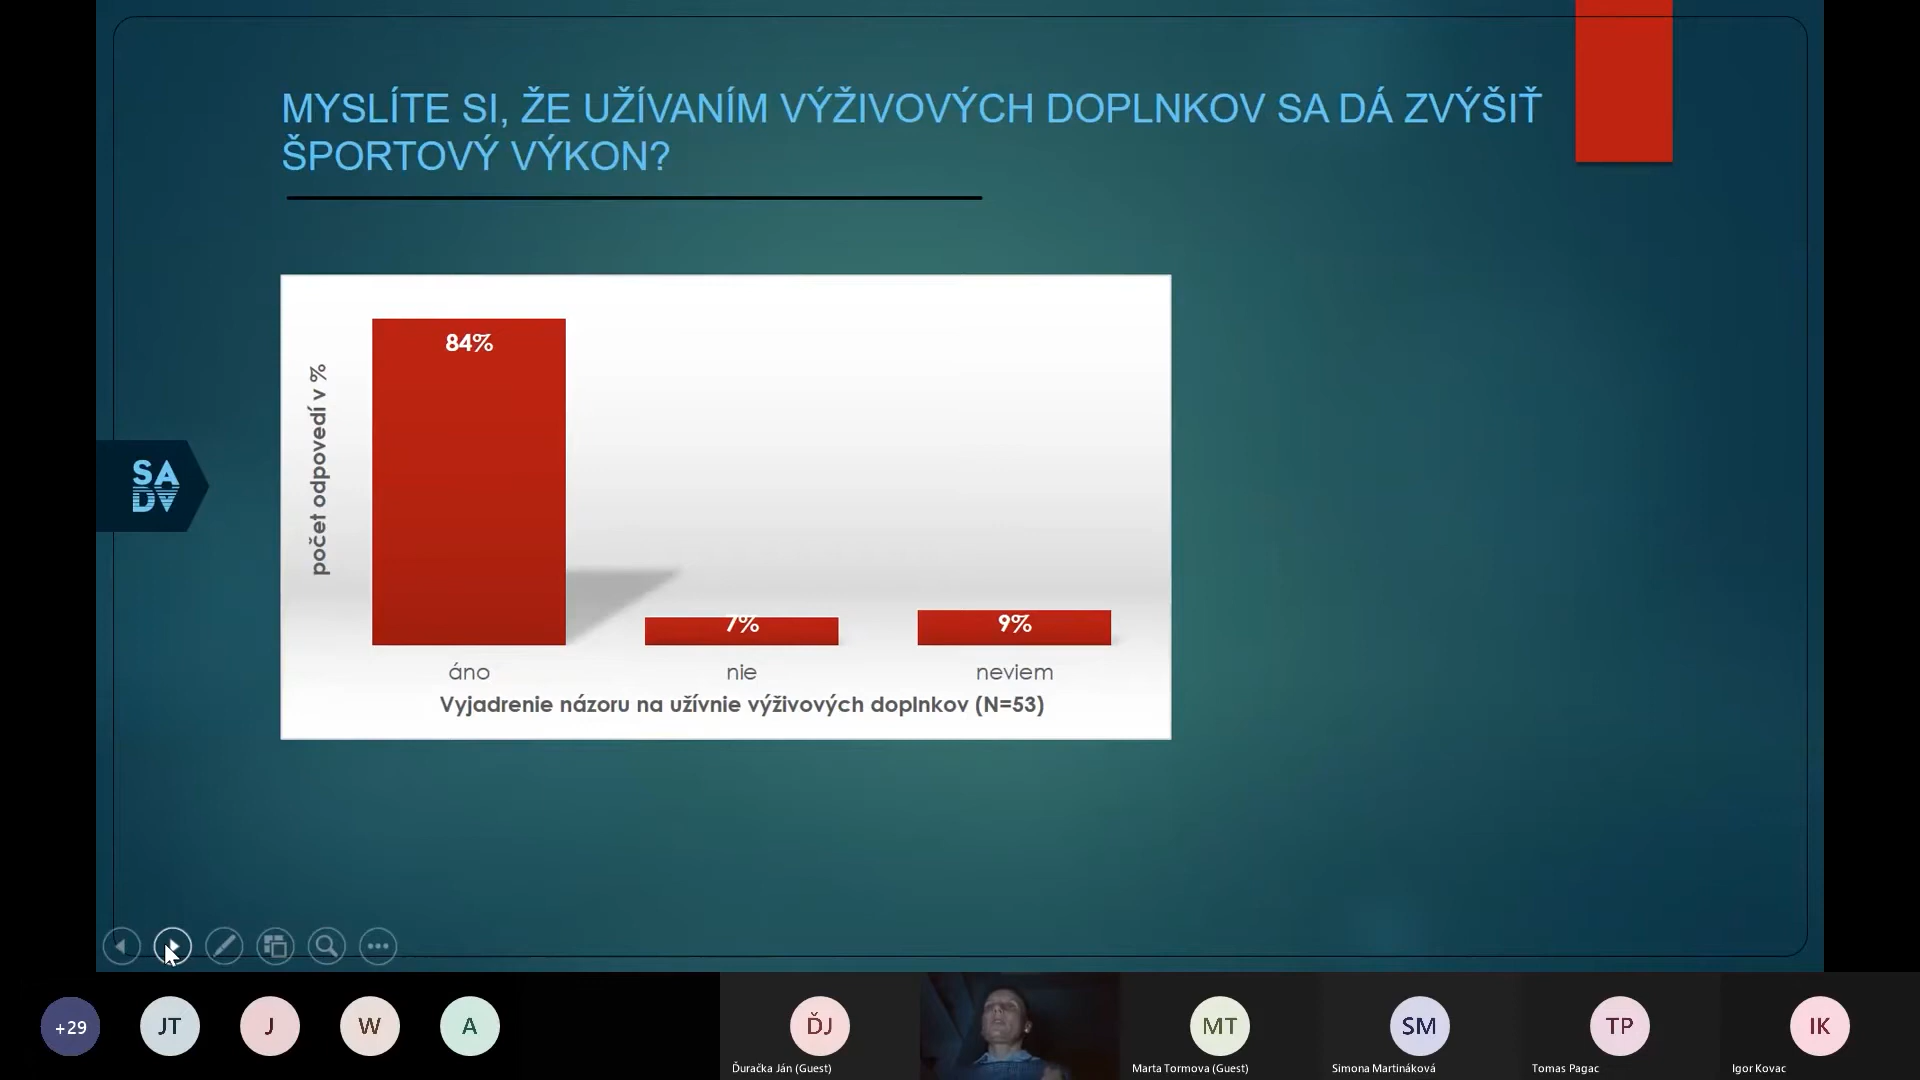 MYSLÍTE SI, ŽE UŽÍVANÍM VÝŽIVOVÝCH DOPLNKOV SA DÁ ZVÝŠIŤ
ŠPORTOVÝ VÝKON?
počet odpovedí v %
84%
7%
9%
áno
nie
neviem
Vyjadrenie názoru na užívnie výživových doplnkov (N=53)
SA
DV
+29
JT
J
W
A
ĎJ
MT
SM
TP
IK
Ďuračka Ján (Guest)
Marta Tormova (Guest)
Simona Martináková
Tomas Pagac
Igor Kovac